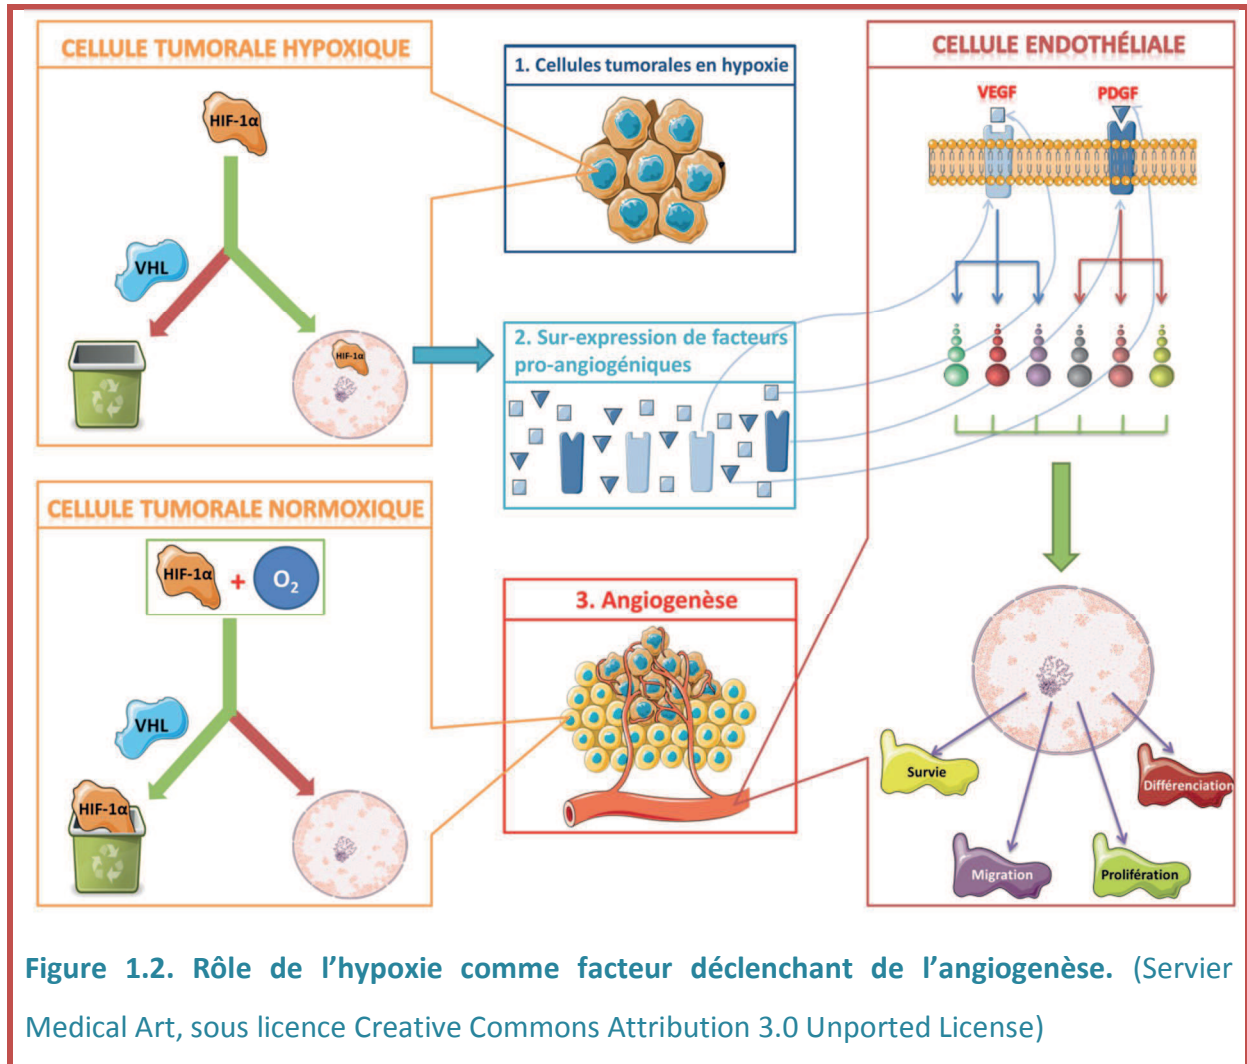 CELLULE TUMORALE HYPOXIQUE
HIF-1α
VHL
HIF-1α
1. Cellules tumorales en hypoxie
2. Sur-expression de facteurs
pro-angiogéniques
CELLULE TUMORALE NORMOXIQUE
HIF-1α + O₂
VHL
HIF-1α
3. Angiogenèse
CELLULE ENDOTHÉLIALE
VEGF PDGF
Survie
Différenciation
Migration
Prolifération
Figure 1.2. Rôle de l’hypoxie comme facteur déclenchant de l’angiogenèse. (Servier
Medical Art, sous licence Creative Commons Attribution 3.0 Unported License)